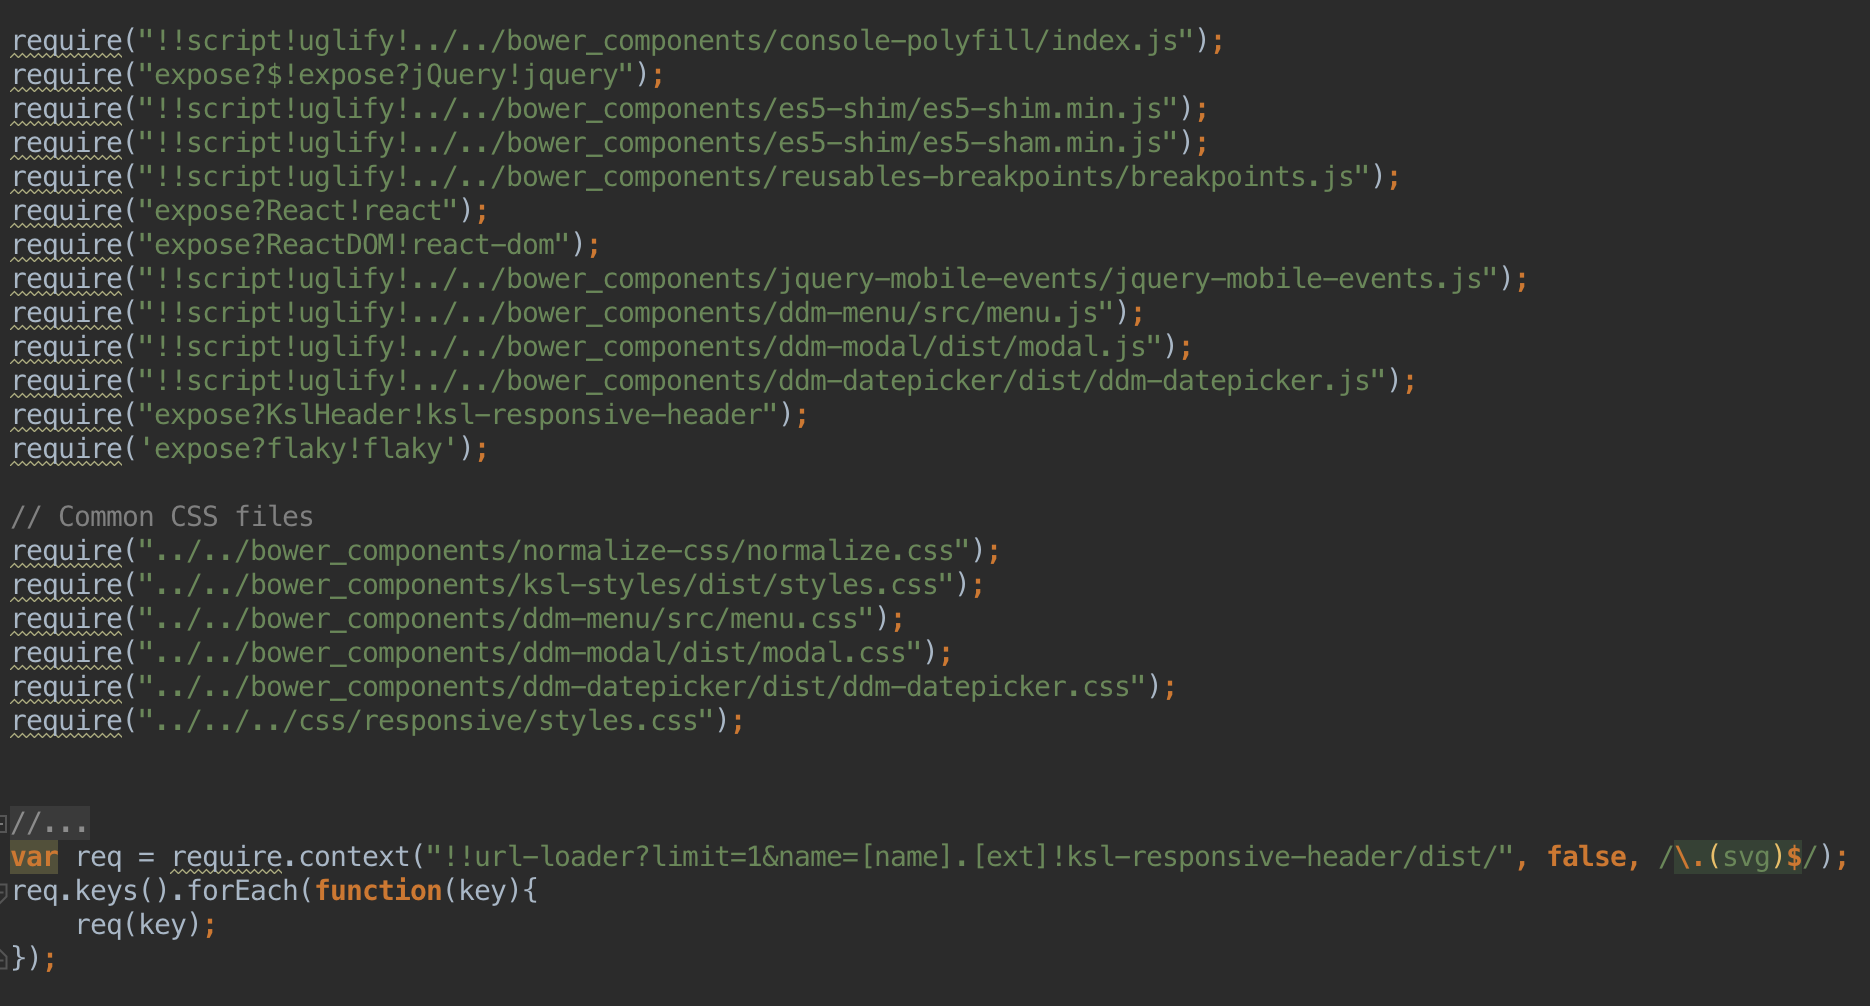 require("!!script!uglify!../../bower_components/console-polyfill/index.js");
require("expose?$!expose?jQuery!jquery");
require("!!script!uglify!../../bower_components/es5-shim/es5-shim.min.js");
require("!!script!uglify!../../bower_components/es5-shim/es5-sham.min.js");
require("!!script!uglify!../../bower_components/reusables-breakpoints/breakpoints.js");
require("expose?React!react");
require("expose?ReactDOM!react-dom");
require("!!script!uglify!../../bower_components/jquery-mobile-events/jquery-mobile-events.js");
require("!!script!uglify!../../bower_components/ddm-menu/src/menu.js");
require("!!script!uglify!../../bower_components/ddm-modal/dist/modal.js");
require("!!script!uglify!../../bower_components/ddm-datepicker/dist/ddm-datepicker.js");
require("expose?KslHeader!ksl-responsive-header");
require('expose?flaky!flaky');

// Common CSS files
require("../../bower_components/normalize-css/normalize.css");
require("../../bower_components/ksl-styles/dist/styles.css");
require("../../bower_components/ddm-menu/src/menu.css");
require("../../bower_components/ddm-modal/dist/modal.css");
require("../../bower_components/ddm-datepicker/dist/ddm-datepicker.css");
require("../../../css/responsive/styles.css");

//...
var req = require.context("!!url-loader?limit=1&name=[name].[ext]!ksl-responsive-header/dist/", false, /\.(svg)$/);
req.keys().forEach(function(key){
    req(key);
});